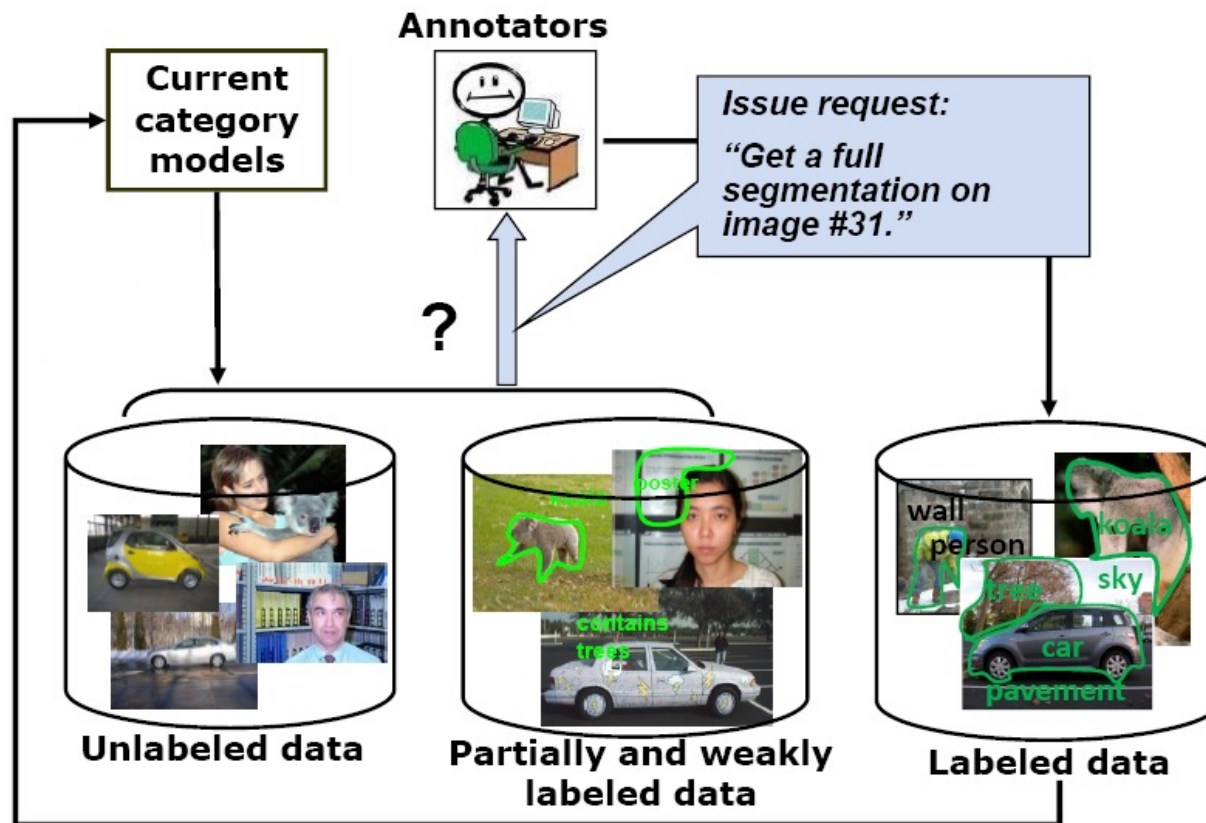 Annotators
Current
category
models
Issue request:
“Get a full
segmentation on
image #31.”
?
poster
contains
trees
wall
person
koala
sky
tree
car
pavement
Unlabeled data
Partially and weakly
labeled data
Labeled data